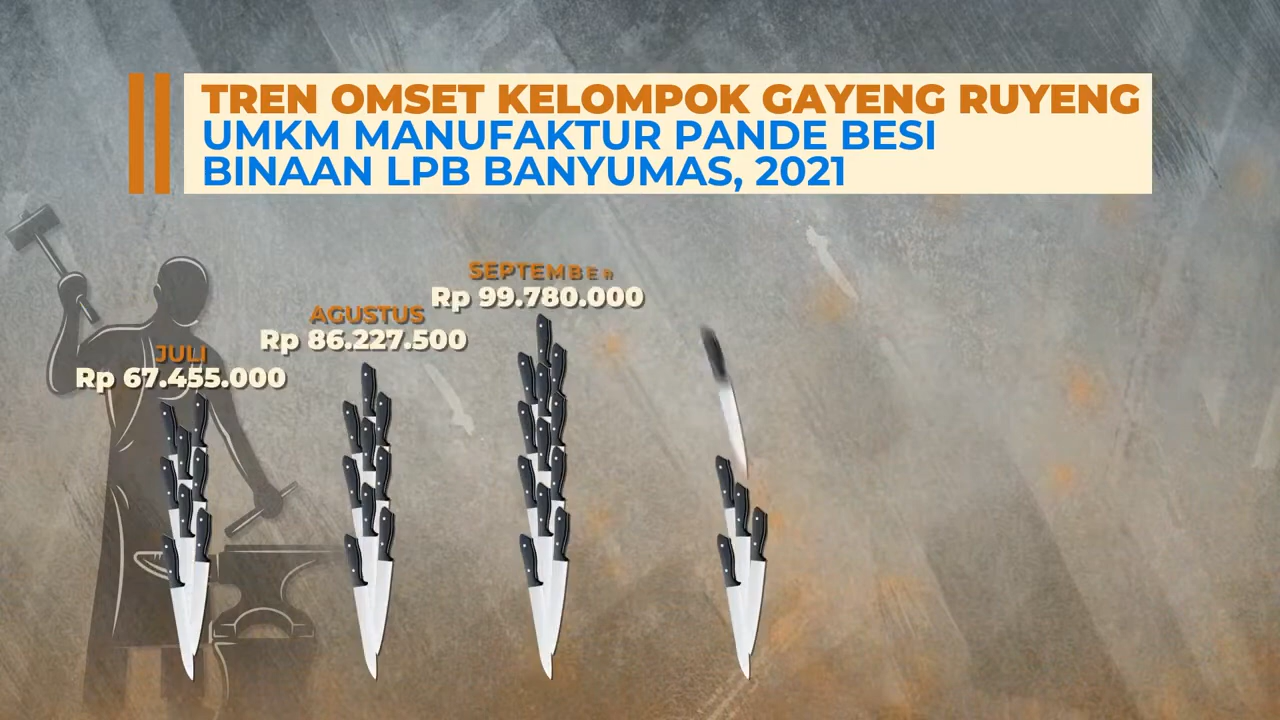 TREN OMSET KELOMPOK GAYENG RUYENG
UMKM MANUFAKTUR PANDE BESI
BINAAN LPB BANYUMAS, 2021
JULI
Rp 67.455.000
AGUSTUS
Rp 86.227.500
SEPTEMBER
Rp 99.780.000